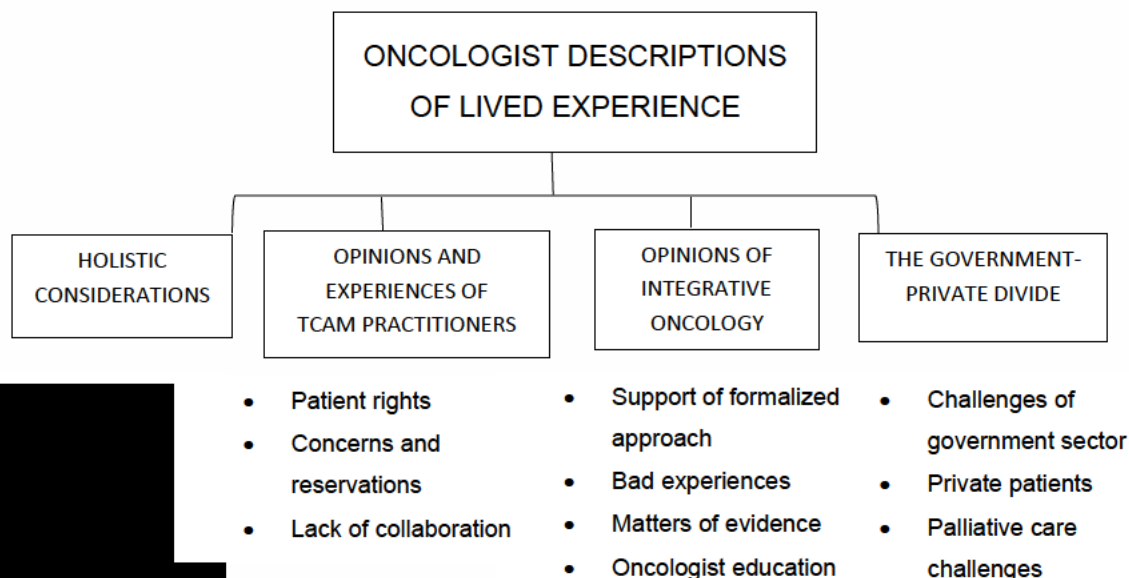 ONCOLOGIST DESCRIPTIONS
OF LIVED EXPERIENCE
HOLISTIC
CONSIDERATIONS
OPINIONS AND
EXPERIENCES OF
TCAM PRACTITIONERS
OPINIONS OF
INTEGRATIVE
ONCOLOGY
THE GOVERNMENT-
PRIVATE DIVIDE
• Patient rights
• Concerns and
reservations
• Lack of collaboration
• Support of formalized
approach
• Bad experiences
• Matters of evidence
• Oncologist education
• Challenges of
government sector
• Private patients
• Palliative care
challenges